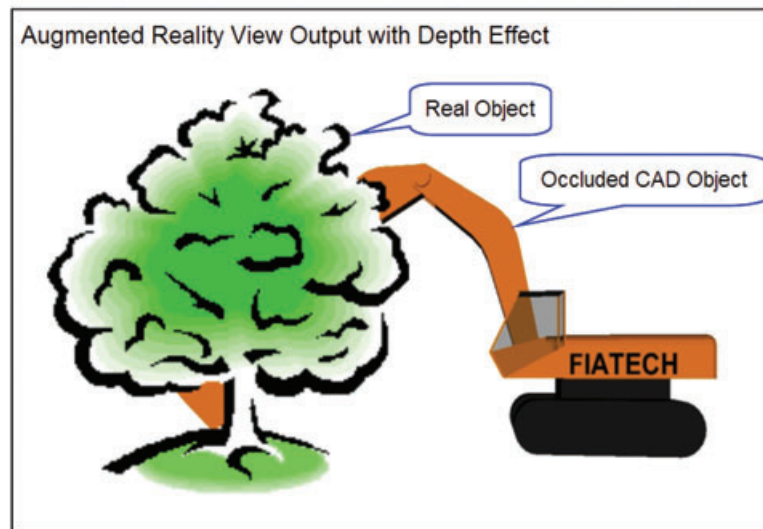 Augmented Reality View Output with Depth Effect
Real Object
Occluded CAD Object
FIATECH